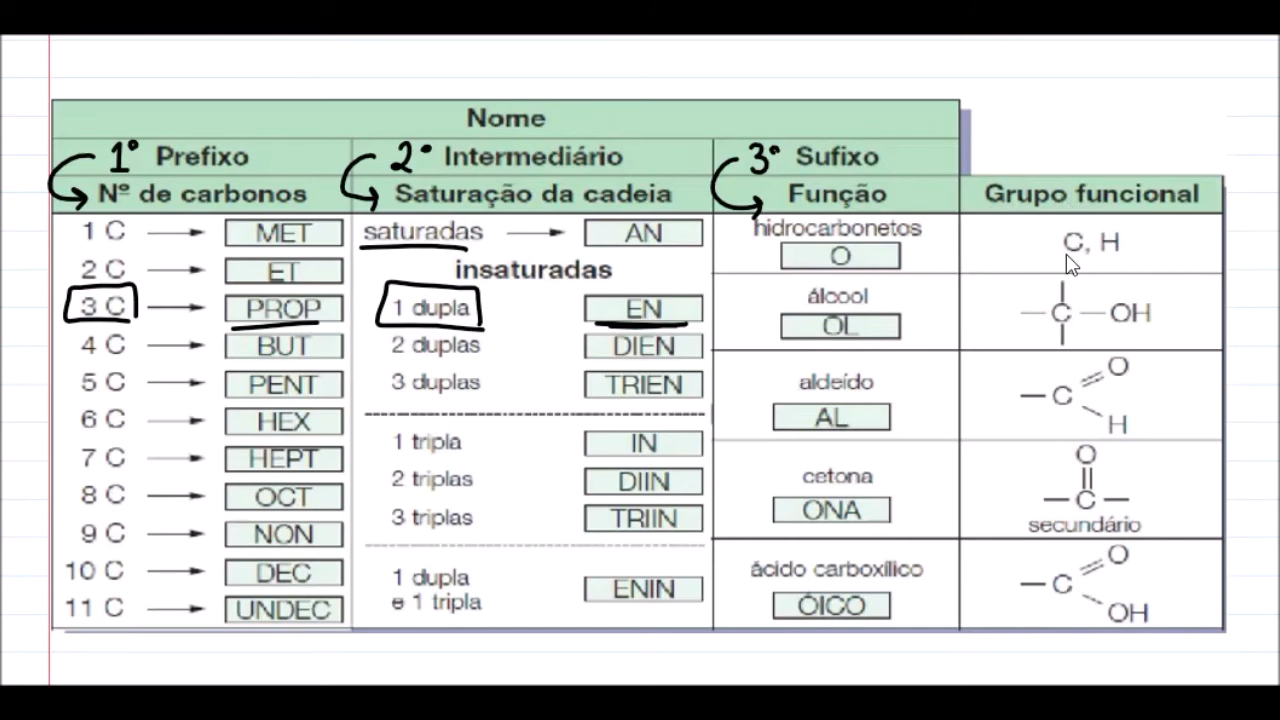 Nome
1º Prefixo 2º Intermediário 3º Sufixo
Nº de carbonos Saturação da cadeia Função Grupo funcional
1 C MET saturadas AN hidrocarbonetos O C, H
2 C ET insaturadas
3 C PROP 1 dupla EN álcool OL C OH
4 C BUT 2 duplas DIEN
5 C PENT 3 duplas TRIEN aldeído AL C O H
6 C HEX
7 C HEPT 1 tripla IN
8 C OCT 2 triplas DIIN cetona ONA O C secundário
9 C NON 3 triplas TRIIN
10 C DEC 1 dupla e 1 tripla ENIN ácido carboxílico ÓICO C O OH
11 C UNDEC